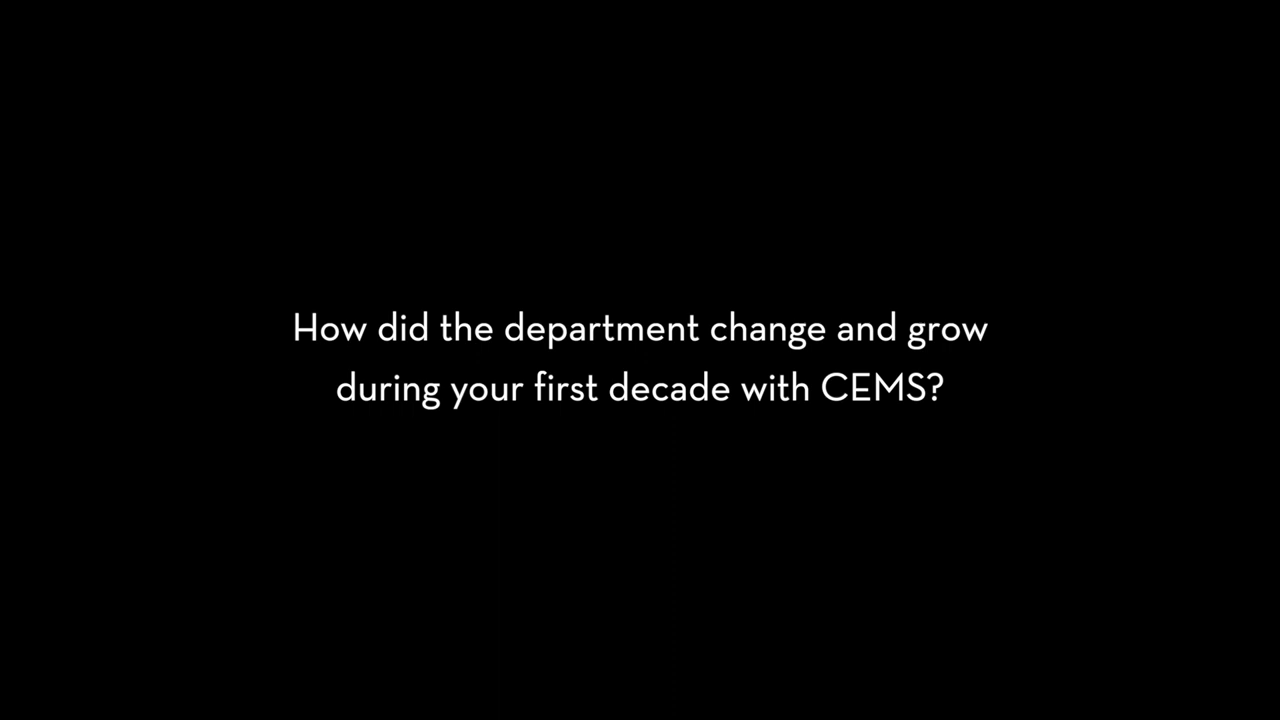 How did the department change and grow
during your first decade with CEMS?